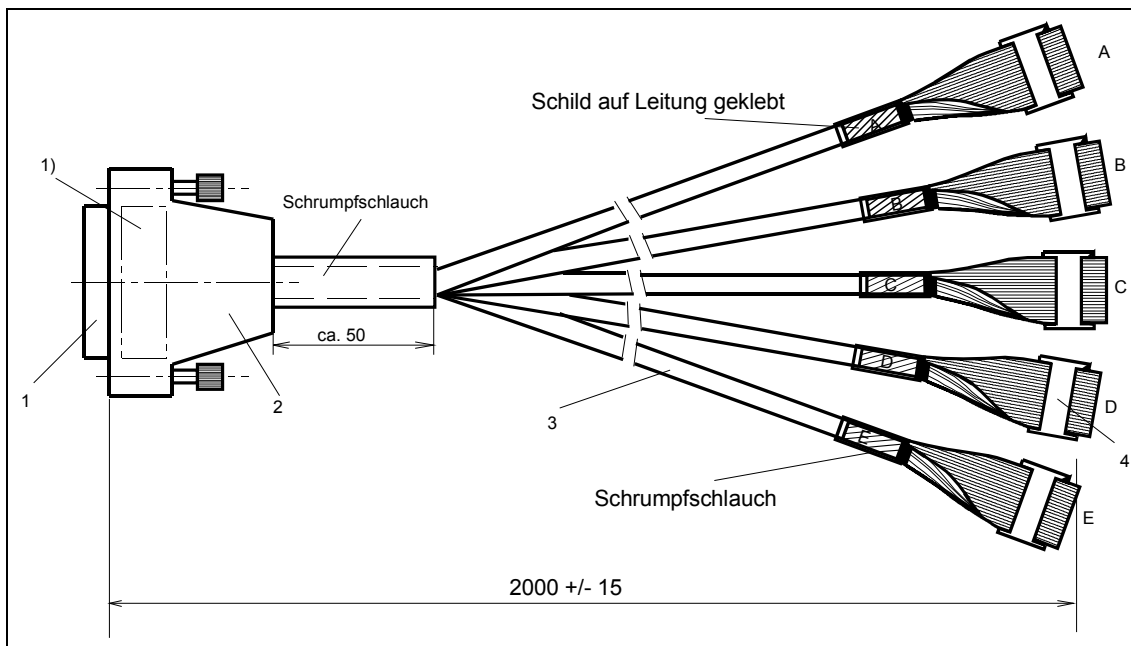 A
Schild auf Leitung geklebt
A
1)
B
Schrumpfschlauch
B
C
C
ca. 50
D
1
2
3
D
E
4
Schrumpfschlauch
E
2000 +/- 15